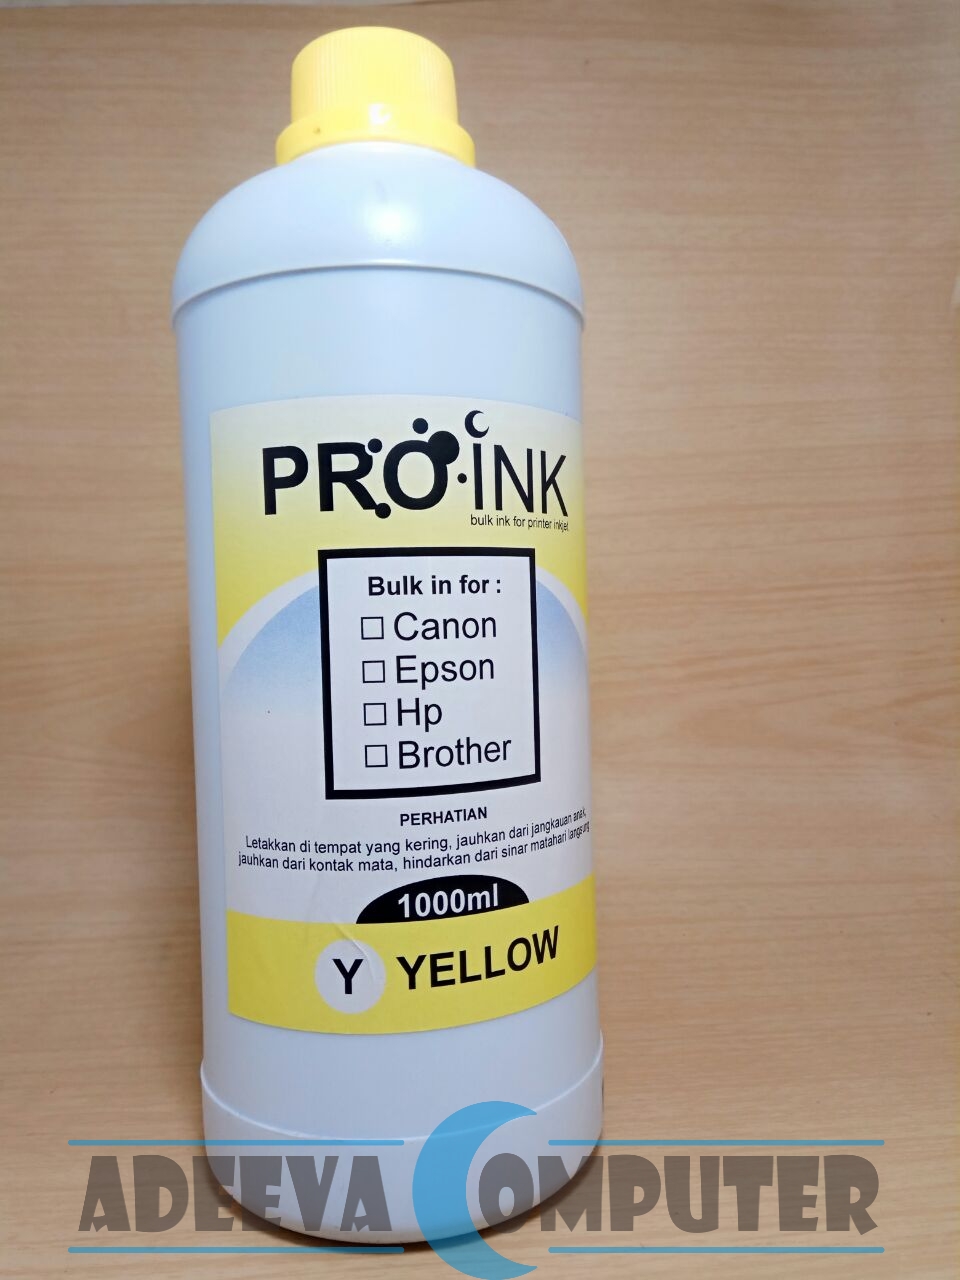 PRO.INK
bulk ink for printer inkjet
Bulk in for :
Canon
Epson
Hp
Brother
PERHATIAN
Letakkan di tempat yang kering, jauhkan dari jangkauan anak,
jauhkan dari kontak mata, hindarkan dari sinar matahari langsung
1000ml
Y YELLOW
ADEEVA COMPUTER